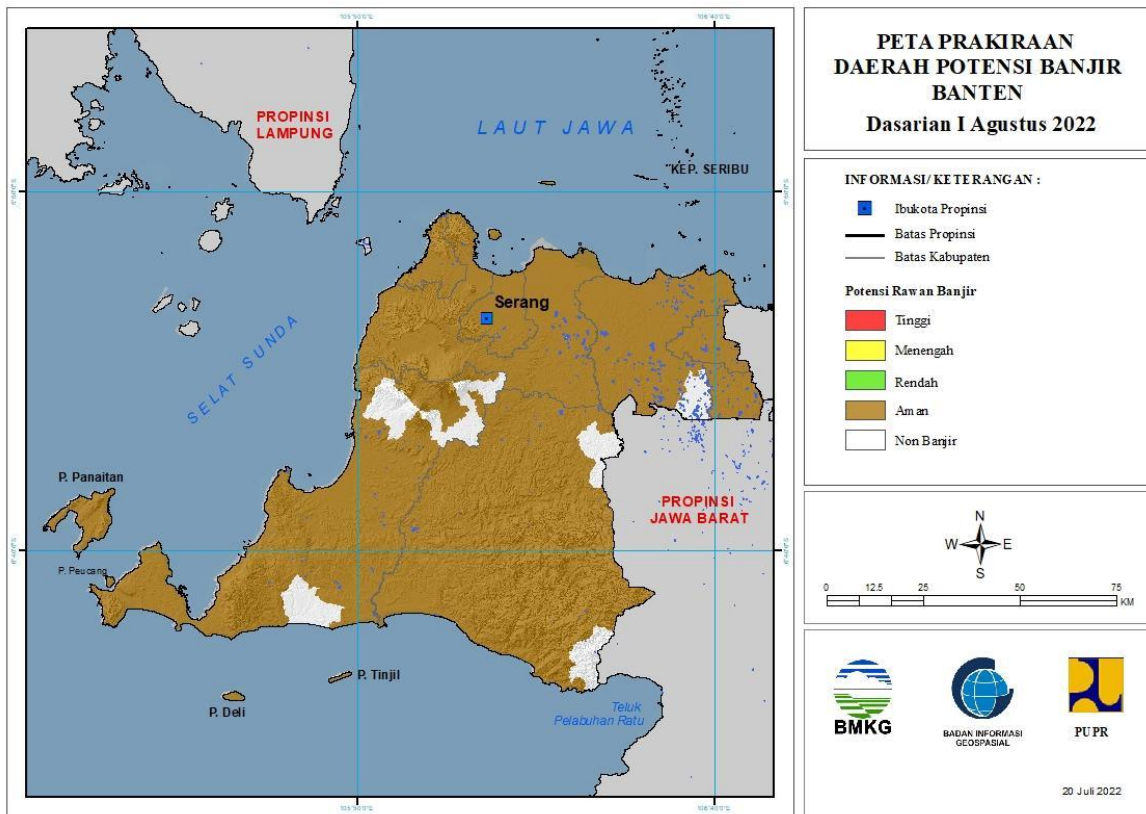 PETA PRAKIRAAN
DAERAH POTENSI BANJIR
BANTEN
Dasarian I Agustus 2022
INFORMASI/ KETERANGAN :
Ibukota Propinsi
Batas Propinsi
Batas Kabupaten
Potensi Rawan Banjir
Tinggi
Menengah
Rendah
Aman
Non Banjir
N
W E
S
0 12.5 25 50 75
KM
BMKG
BADAN INFORMASI
GEOSPASIAL
PUPR
20 Juli 2022
PROPINSI
LAMPUNG
LAUT JAWA
KEP. SERIBU
Serang
SELAT SUNDA
P. Panaitan
P. Peucang
PROPINSI
JAWA BARAT
P. Tinjil
P. Deli
Teluk
Pelabuhan Ratu